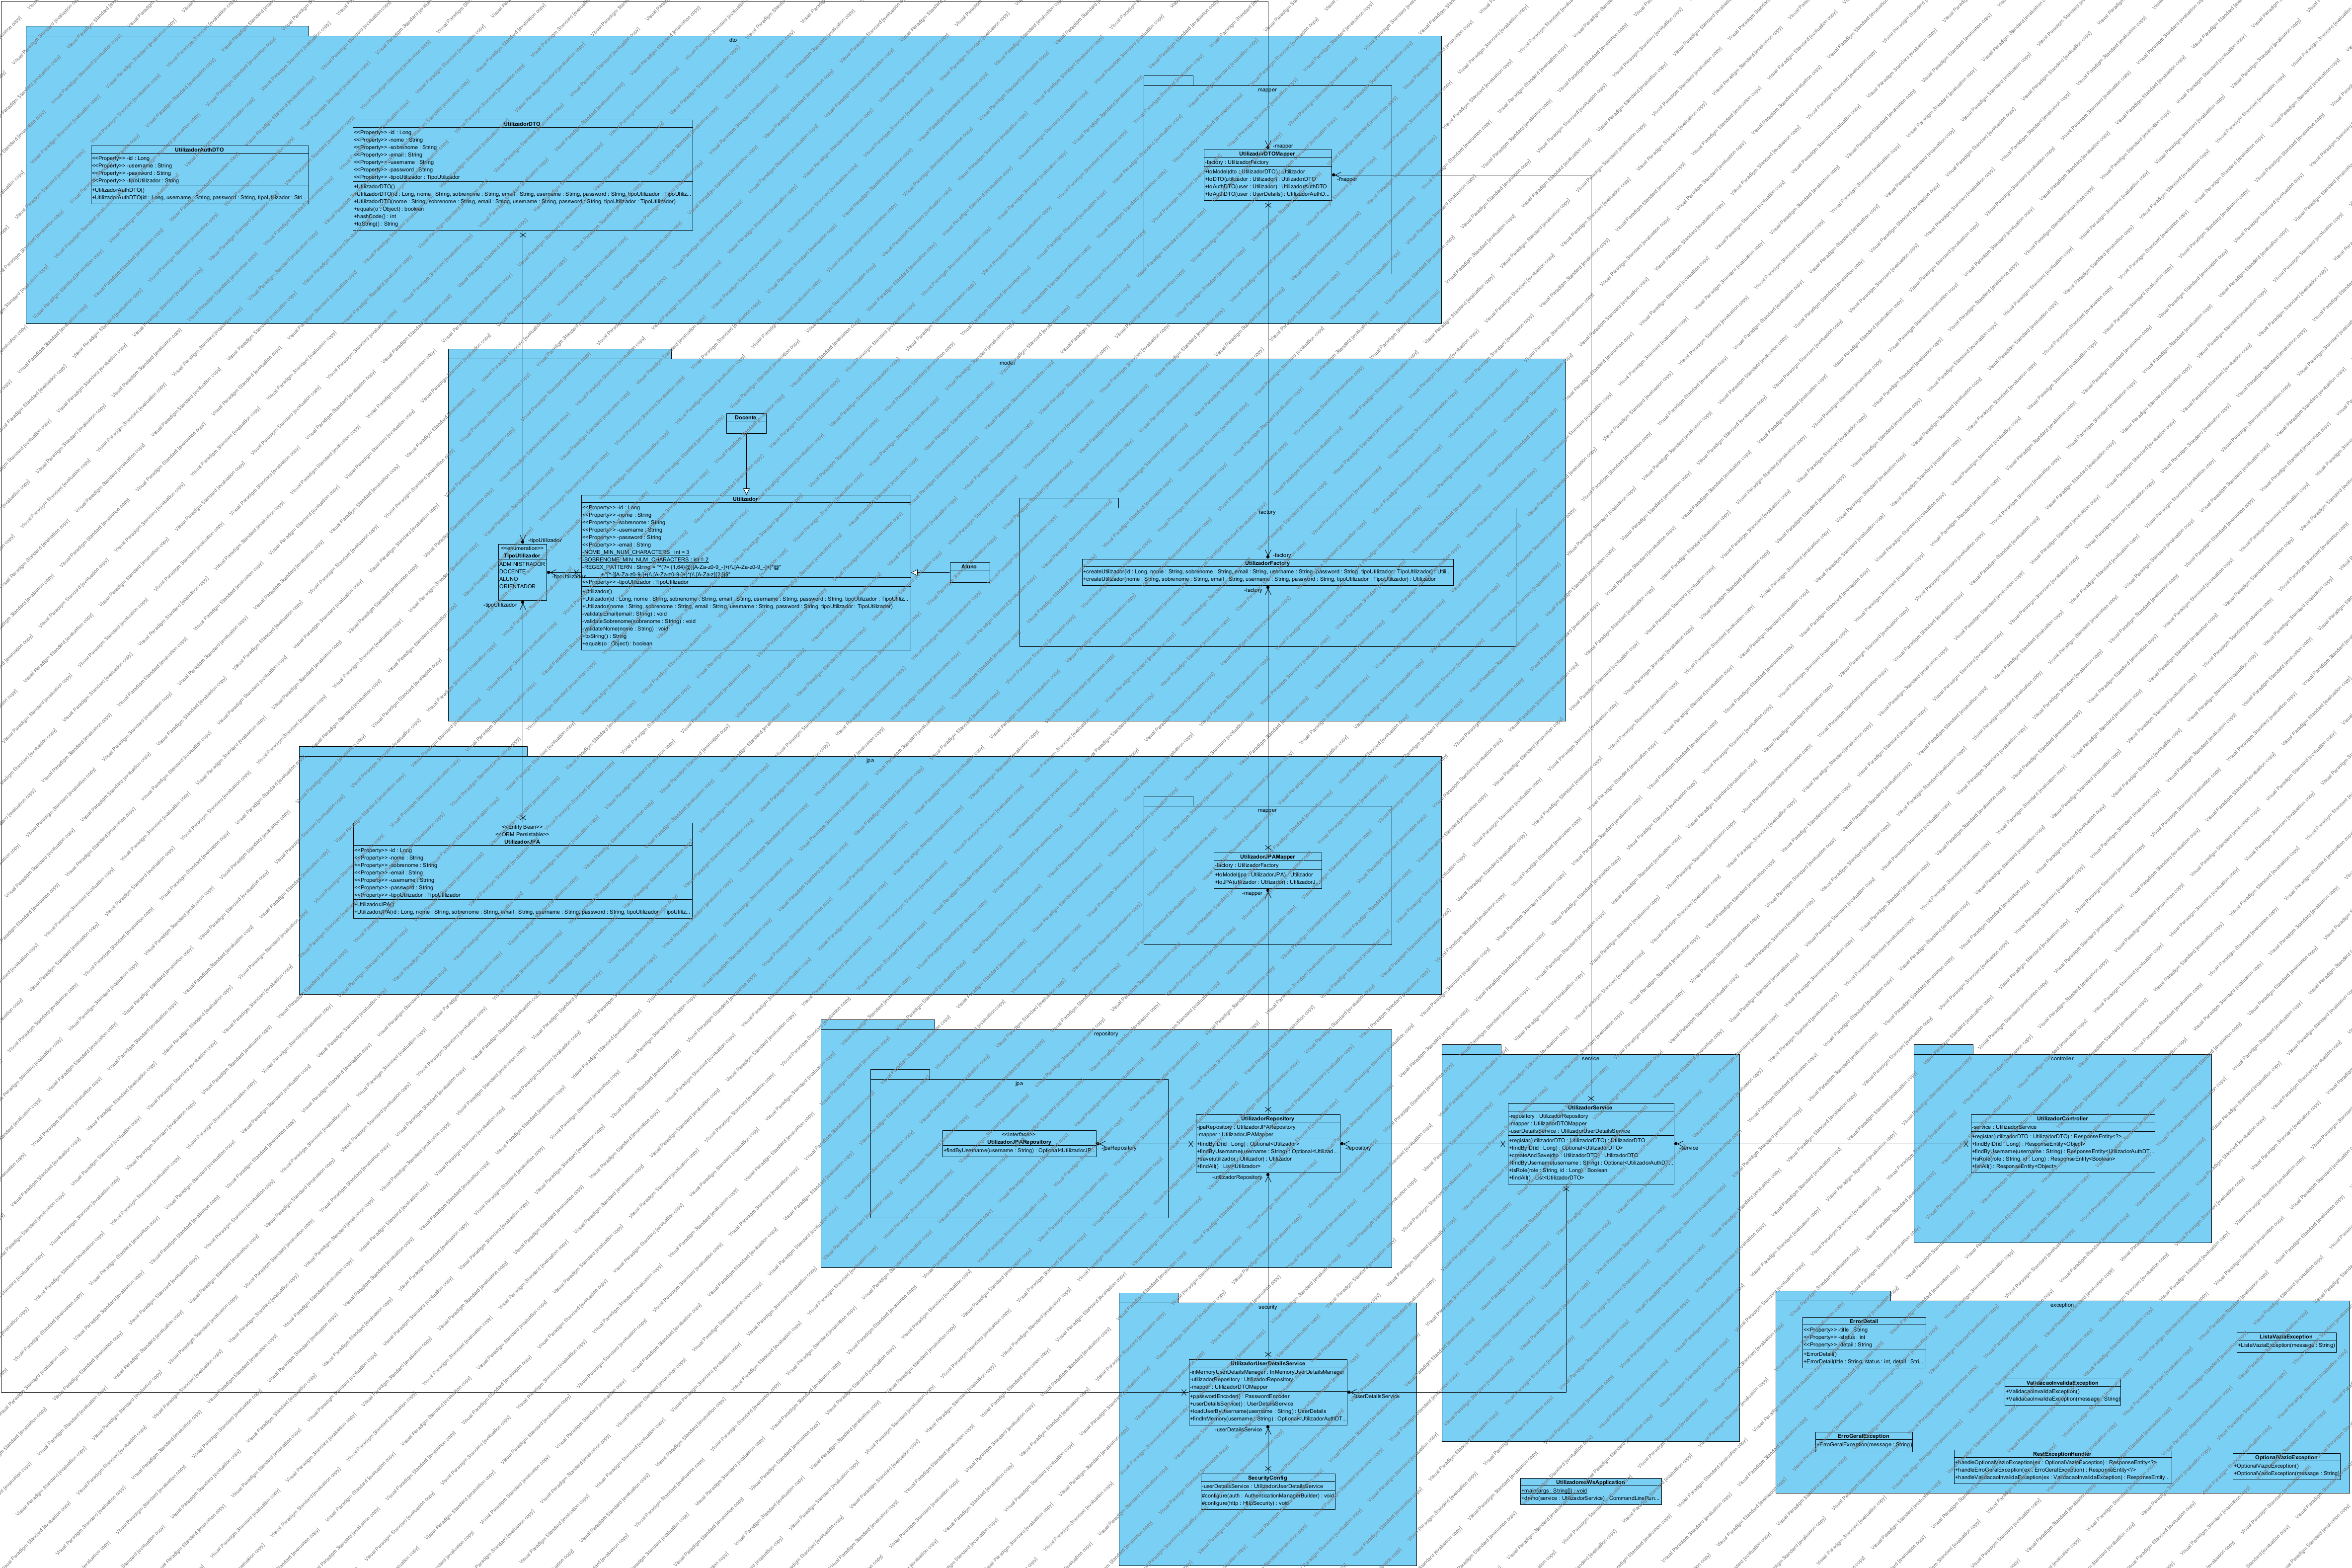 dto
mapper
UtilizadorDTO
<<Property>> -id : Long
<<Property>> -nome : String
<<Property>> -sobrenome : String
<<Property>> -email : String
<<Property>> -username : String
<<Property>> -password : String
<<Property>> -tipoUtilizador : TipoUtilizador
+UtilizadorDTO()
+UtilizadorDTO(id : Long, nome : String, sobrenome : String, email : String, username : String, password : String, tipoUtilizador : TipoUtiliz...
+UtilizadorDTO(nome : String, sobrenome : String, email : String, username : String, password : String, tipoUtilizador : TipoUtilizador)
+equals(o : Object) : boolean
+hashCode() : int
+toString() : String
UtilizadorAuthDTO
<<Property>> -id : Long
<<Property>> -username : String
<<Property>> -password : String
<<Property>> -tipoUtilizador : String
+UtilizadorAuthDTO()
+UtilizadorAuthDTO(id : Long, username : String, password : String, tipoUtilizador : Stri...
-mapper
UtilizadorDTOMapper
-factory : UtilizadorFactory
+toModel(dto : UtilizadorDTO) : Utilizador
+toDTO(utilizador : Utilizador) : UtilizadorDTO
+toAuthDTO(user : Utilizador) : UtilizadorAuthDTO
+toAuthDTO(user : UserDetails) : UtilizadorAuthD...
-mapper
model
Docente
Utilizador
<<Property>> -id : Long
<<Property>> -nome : String
<<Property>> -sobrenome : String
<<Property>> -username : String
<<Property>> -password : String
<<Property>> -email : String
-NOME_MIN_NUM_CHARACTERS : int = 3
-SOBRENOME_MIN_NUM_CHARACTERS : int = 2
<<Property>> -tipoUtilizador : TipoUtilizador
+Utilizador()
+Utilizador(id : Long, nome : String, sobrenome : String, email : String, username : String, password : String, tipoUtilizador : TipoUtiliz...
+Utilizador(nome : String, sobrenome : String, email : String, username : String, password : String, tipoUtilizador : TipoUtilizador)
-validateEmail(email : String) : void
-validateSobrenome(sobrenome : String) : void
-validateNome(nome : String) : void
+toString() : String
+equals(o : Object) : boolean
-tipoUtilizador
<<enumeration>>
TipoUtilizador
ADMINISTRADOR
DOCENTE
ALUNO
ORIENTADOR
-tipoUtilizador
-tipoUtilizador
Aluno
factory
-factory
UtilizadorFactory
+createUtilizador(id : Long, nome : String, sobrenome : String, email : String, username : String, password : String, tipoUtilizador : TipoUtilizador) : Utili...
+createUtilizador(nome : String, sobrenome : String, email : String, username : String, password : String, tipoUtilizador : TipoUtilizador) : Utilizador
-factory
jpa
mapper
<<Entity Bean>>
<<ORM Persistable>>
UtilizadorJPA
<<Property>> -id : Long
<<Property>> -nome : String
<<Property>> -sobrenome : String
<<Property>> -email : String
<<Property>> -username : String
<<Property>> -password : String
<<Property>> -tipoUtilizador : TipoUtilizador
+UtilizadorJPA()
+UtilizadorJPA(id : Long, nome : String, sobrenome : String, email : String, username : String, password : String, tipoUtilizador : TipoUtiliz...
UtilizadorJPAMapper
-factory : UtilizadorFactory
+toModel(jpa : UtilizadorJPA) : Utilizador
+toJPA(utilizador : Utilizador) : UtilizadorJ...
-mapper
repository
jpa
<<Interface>>
UtilizadorJPARepository
+findByUsername(username : String) : Optional<UtilizadorJP...
-jpaRepository
UtilizadorRepository
-jpaRepository : UtilizadorJPARepository
-mapper : UtilizadorJPAMapper
+findByID(id : Long) : Optional<Utilizador>
+findByUsername(username : String) : Optional<Utilizad...
+save(utilizador : Utilizador) : Utilizador
+findAll() : List<Utilizador>
-utilizadorRepository
-repository
service
UtilizadorService
-repository : UtilizadorRepository
-mapper : UtilizadorDTOMapper
-userDetailsService : UtilizadorUserDetailsService
+registar(utilizadorDTO : UtilizadorDTO) : UtilizadorDTO
+findByID(id : Long) : Optional<UtilizadorDTO>
+createAndSave(dto : UtilizadorDTO) : UtilizadorDTO
+findByUsername(username : String) : Optional<UtilizadorAuthDT...
+isRole(role : String, id : Long) : Boolean
+findAll() : List<UtilizadorDTO>
-service
controller
UtilizadorController
-service : UtilizadorService
+registar(utilizadorDTO : UtilizadorDTO) : ResponseEntity<?>
+findByID(id : Long) : ResponseEntity<Object>
+findByUsername(username : String) : ResponseEntity<UtilizadorAuthDT...
+isRole(role : String, id : Long) : ResponseEntity<Boolean>
+findAll() : ResponseEntity<Object>
security
UtilizadorUserDetailsService
-inMemoryUserDetailsManager : InMemoryUserDetailsManager
-utilizadorRepository : UtilizadorRepository
-mapper : UtilizadorDTOMapper
+passwordEncoder() : PasswordEncoder
+userDetailsService() : UserDetailsService
+loadUserByUsername(username : String) : UserDetails
+findInMemory(username : String) : Optional<UtilizadorAuthDT...
-userDetailsService
-userDetailsService
SecurityConfig
-userDetailsService : UtilizadorUserDetailsService
#configure(auth : AuthenticationManagerBuilder) : void
#configure(http : HttpSecurity) : void
UtilizadoresWsApplication
+main(args : String[]) : void
+demo(service : UtilizadorService) : CommandLineRun...
exception
ErrorDetail
<<Property>> -title : String
<<Property>> -status : int
<<Property>> -detail : String
+ErrorDetail()
+ErrorDetail(title : String, status : int, detail : Stri...
ListaVaziaException
+ListaVaziaException(message : String)
ValidacaoInvalidaException
+ValidacaoInvalidaException()
+ValidacaoInvalidaException(message : String)
ErroGeralException
+ErroGeralException(message : String)
RestExceptionHandler
+handleOptionalVazioException(ex : OptionalVazioException) : ResponseEntity<?>
+handleErroGeralException(ex : ErroGeralException) : ResponseEntity<?>
+handleValidacaoInvalidaException(ex : ValidacaoInvalidaException) : ResponseEntity...
OptionalVazioException
+OptionalVazioException()
+OptionalVazioException(message : String)
Visual Paradigm Standard [evaluation copy]